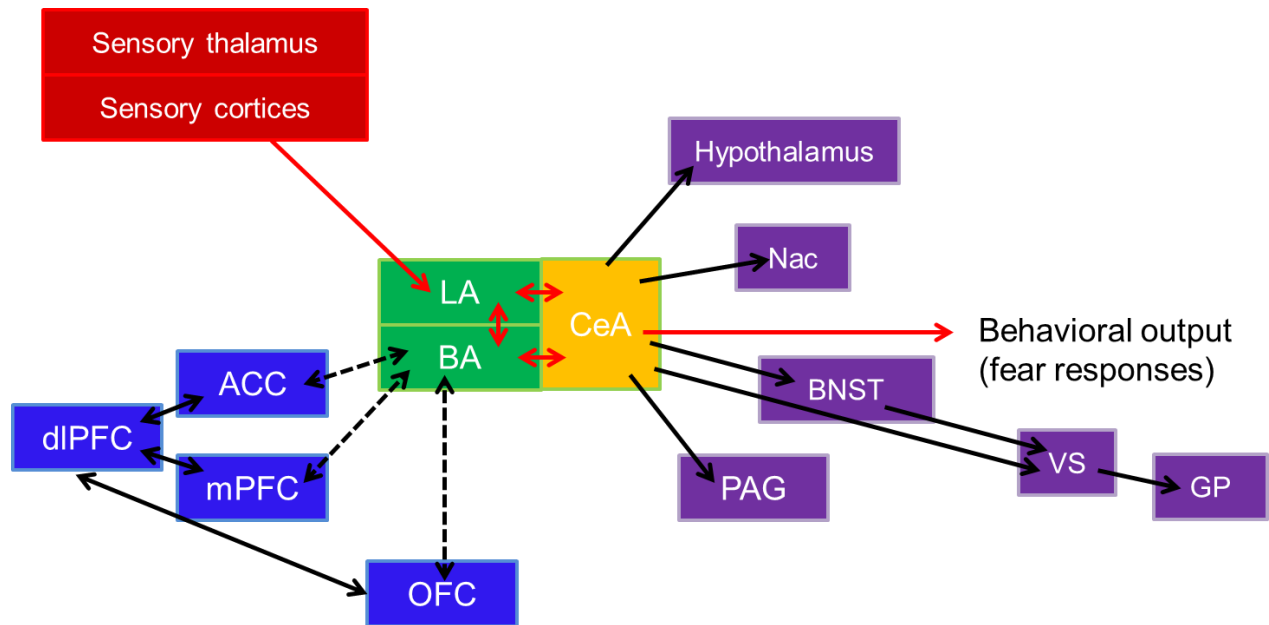 Sensory thalamus
Sensory cortices
Hypothalamus
Nac
LA
CeA
BA
Behavioral output
(fear responses)
ACC
BNST
dlPFC
mPFC
PAG
VS
GP
OFC